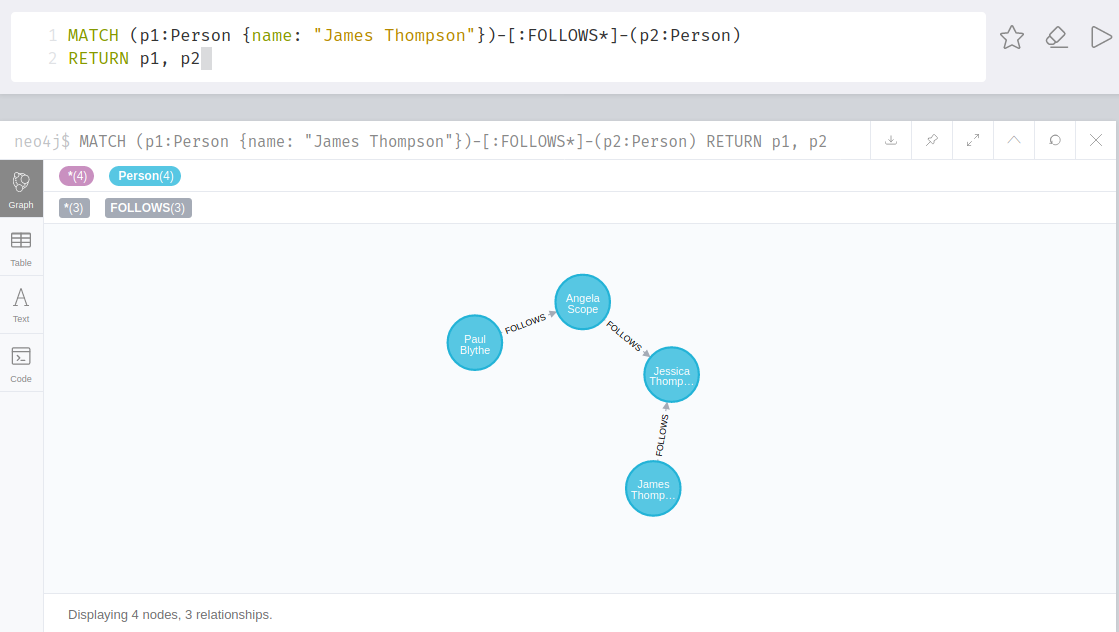 1 MATCH (p1:Person {name: "James Thompson"})-[:FOLLOWS*]-(p2:Person)
2 RETURN p1, p2
neo4j$ MATCH (p1:Person {name: "James Thompson"})-[:FOLLOWS*]-(p2:Person) RETURN p1, p2
*(4) Person(4)
Graph
*(3) FOLLOWS(3)
Table
Text
Code
Angela
Scope
FOLLOWS
Paul
Blythe
FOLLOWS
Jessica
Thomp...
FOLLOWS
James
Thomp...
Displaying 4 nodes, 3 relationships.